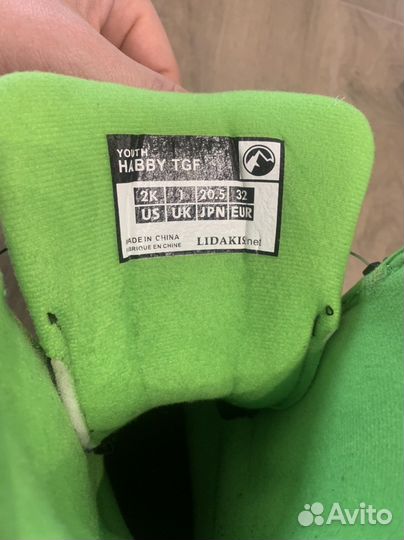 YOUTH
HABBY TGF
2K 1 20.5 32
US UK JPN EUR
MADE IN CHINA
FABRIQUE EN CHINE
LIDAKIS.net
Avito